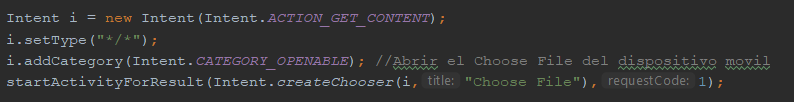 Intent i = new Intent(Intent.ACTION_GET_CONTENT);
i.setType("*/*");
i.addCategory(Intent.CATEGORY_OPENABLE); //Abrir el Choose File del dispositivo movil
startActivityForResult(Intent.createChooser(i, title: "Choose File"), requestCode: 1);